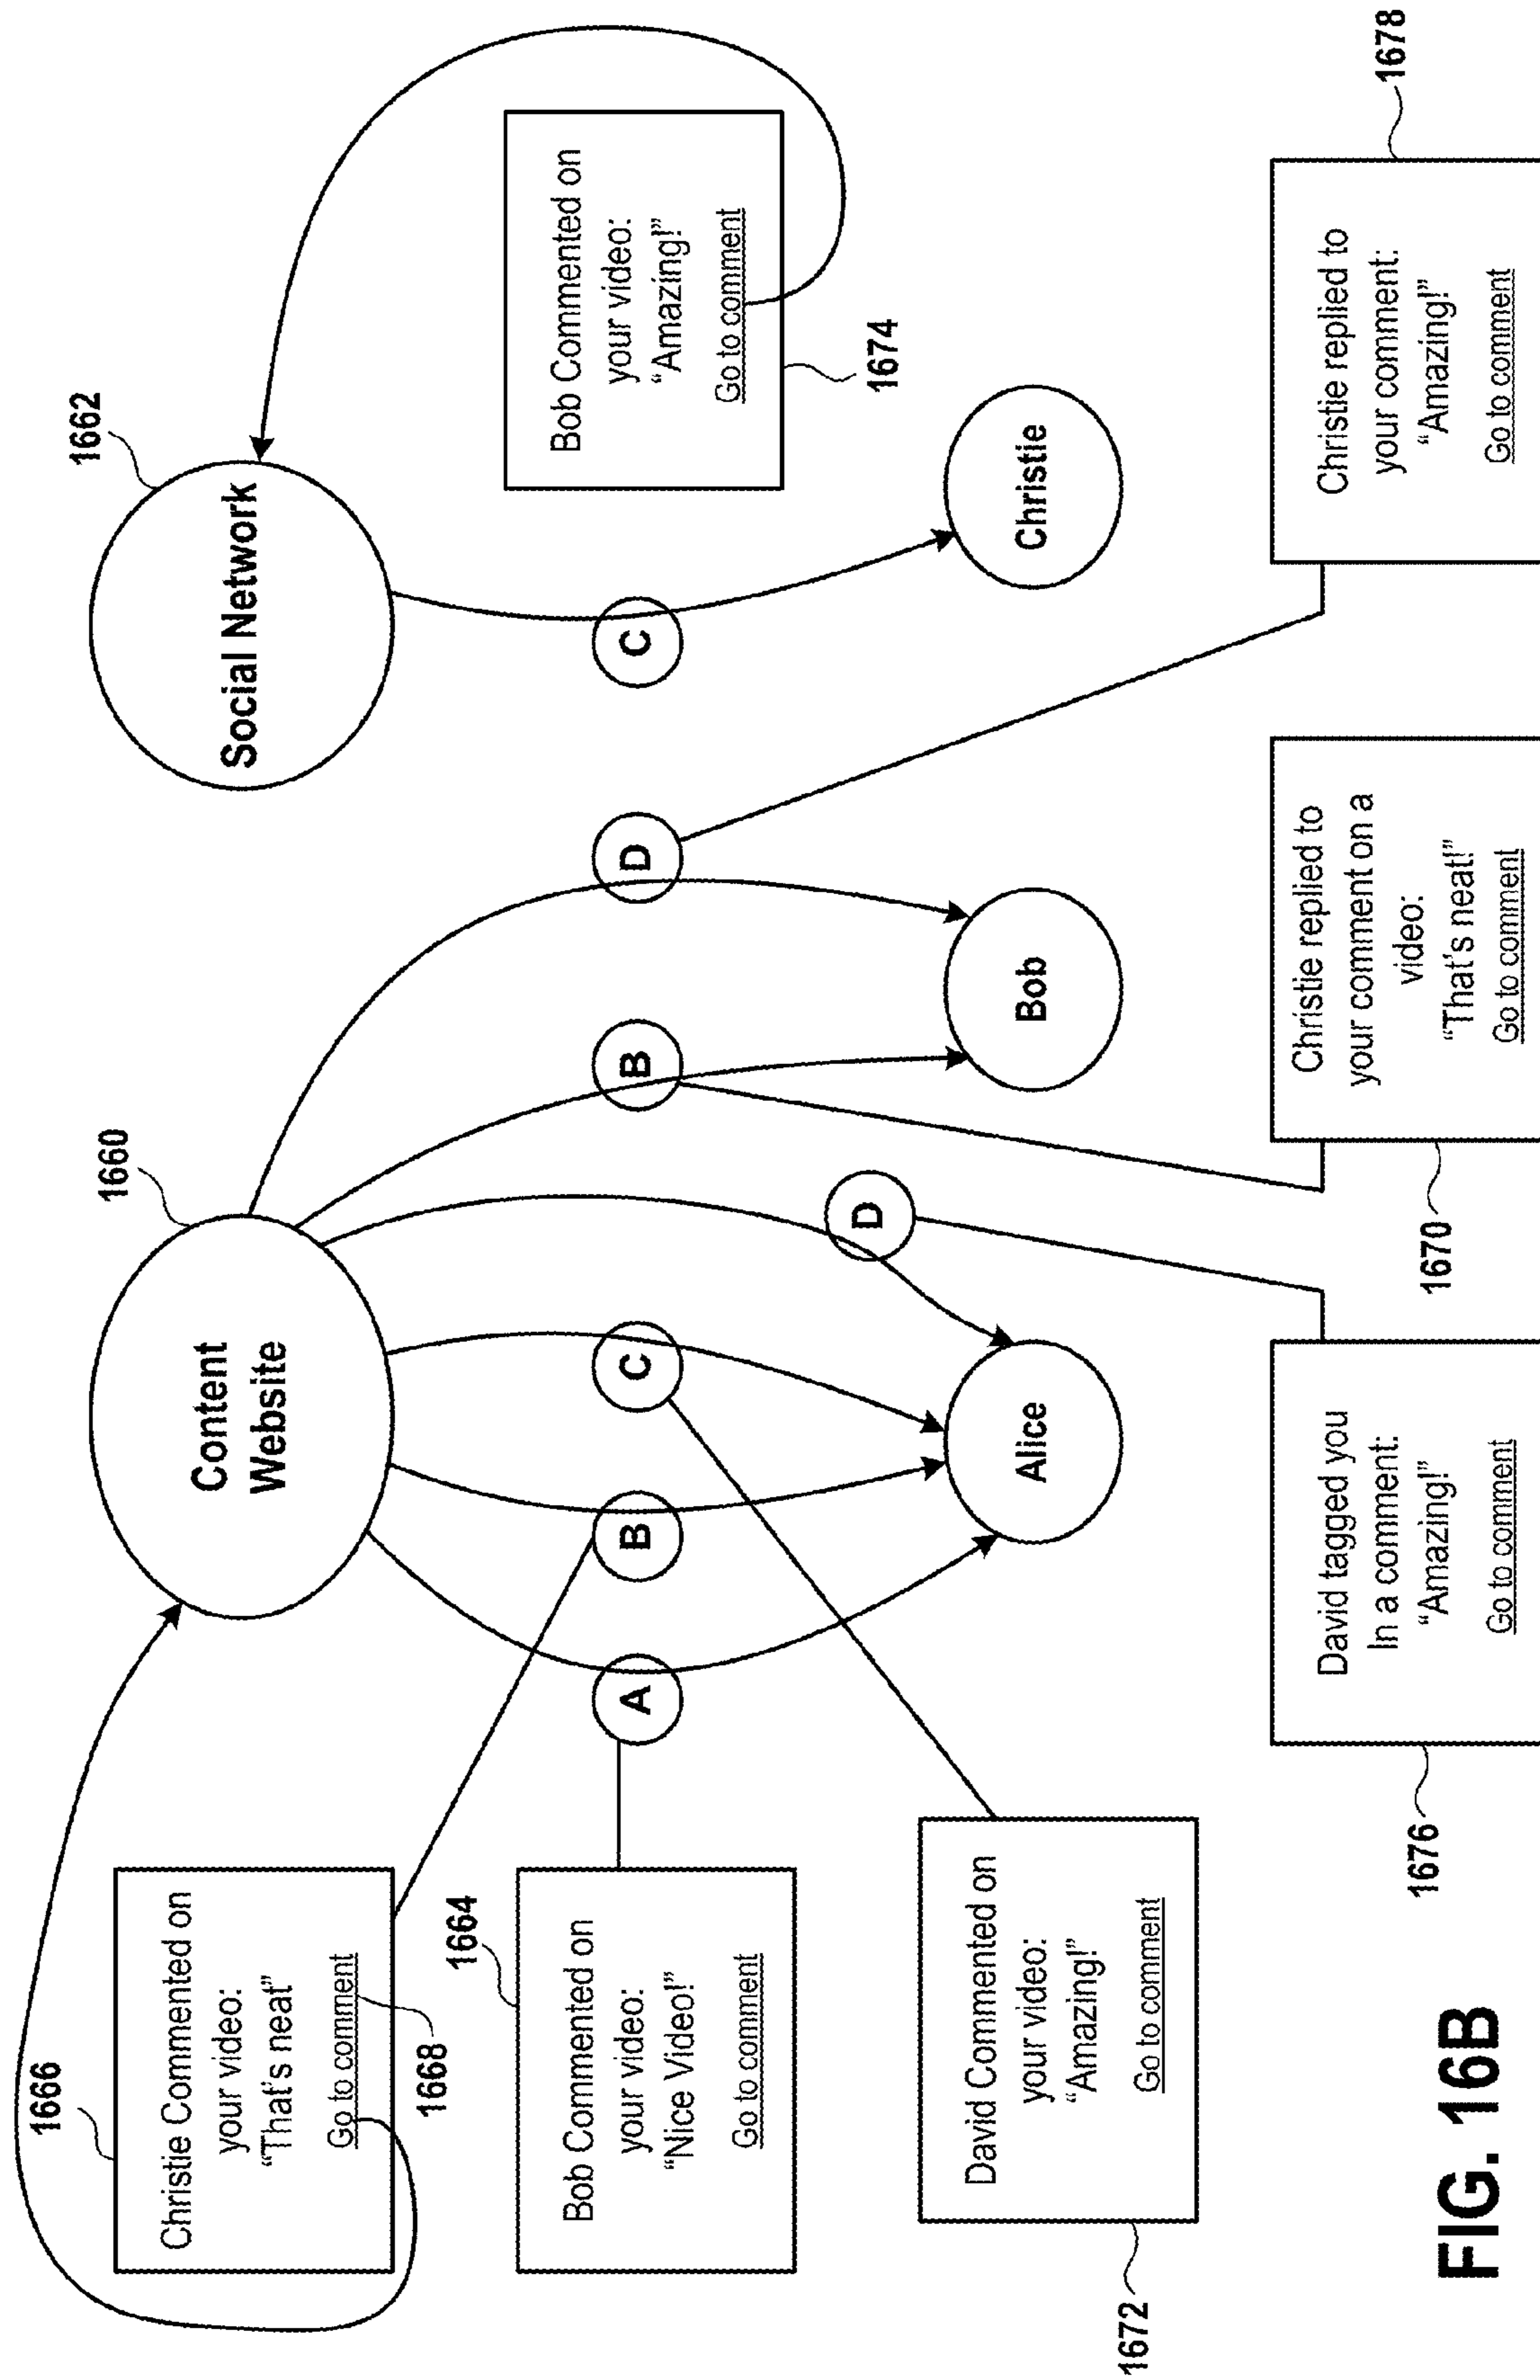 1666
Christie Commented on
your video:
"That's neat"
Go to comment
1668
1660
Content
Website
1662
Social Network
1664
Bob Commented on
your video:
"Nice Video!"
Go to comment
A
B
C
B
D
C
Bob Commented on
your video:
"Amazing!"
Go to comment
1674
D
David Commented on
your video:
"Amazing!"
Go to comment
1672
Alice
Bob
Christie
David tagged you
In a comment:
"Amazing!"
Go to comment
1676
Christie replied to
your comment on a
video:
"That's neat!"
Go to comment
1670
Christie replied to
your comment:
"Amazing!"
Go to comment
1678
FIG. 16B